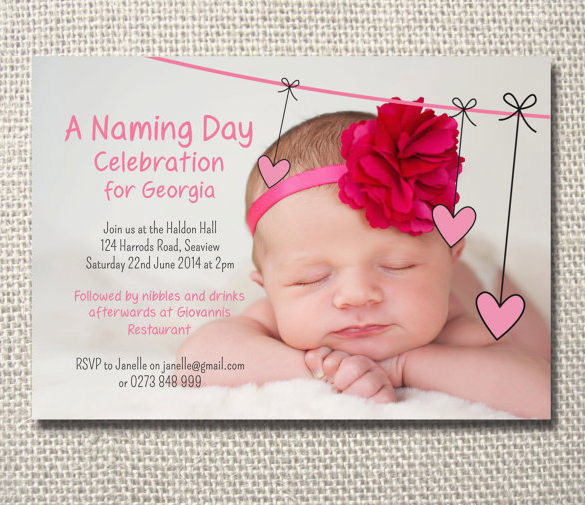 A Naming Day
Celebration
for Georgia
Join us at the Haldon Hall
124 Harrods Road, Seaview
Saturday 22nd June 2014 at 2pm
Followed by nibbles and drinks
afterwards at Giovannis
Restaurant
RSVP to Janelle on janelle@gmail.com
or 0273 848 999